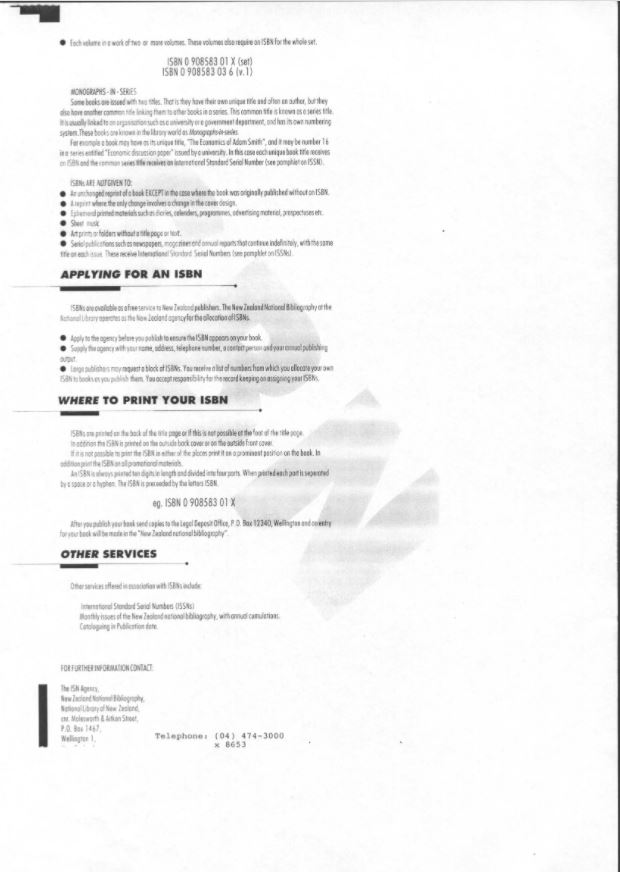 ● Each volume in a work of two or more volumes. These volumes also require an ISBN for the whole set.
ISBN 0 908583 01 X (set)
ISBN 0 908583 03 6 (v.1)
MONOGRAPHS - IN - SERIES
Some books are issued with two titles. That is they have their own unique title and often an author, but they
also have another common title linking them to other books in a series. This common title is known as a series title.
It is usually linked to an organisation such as a university or a government department, and has its own numbering
system.These books are known in the library world as Monographs-in-series.
For example a book may have as its unique title, "The Economics of Adam Smith", and it may be number 16
in a series entitled "Economic discussion paper" issued by a university. In this case each unique book title receives
an ISBN and the common series title receives an International Standard Serial Number (see pamphlet on ISSN).
ISBNs ARE NOT GIVEN TO:
● An unchanged reprint of a book EXCEPT in the case where the book was originally published without an ISBN.
● A reprint where the only change involves a change in the cover design.
● Ephemeral printed materials such as diaries, calenders, programmes, advertising material, prospectuses etc.
● Sheet music
● Art prints or folders without a title page or text.
● Serial publications such as newspapers, magazines and annual reports that continue indefinitely, with the same
title on each issue. These receive International Standard Serial Numbers (see pamphlet on ISSNs).
APPLYING FOR AN ISBN
ISBNs are available as a free service to New Zealand publishers. The New Zealand National Bibliography at the
National Library operates as the New Zealand agency for the allocation of ISBNs.
● Apply to the agency before you publish to ensure the ISBN appears on your book.
● Supply the agency with your name, address, telephone number, a contact person and your annual publishing
output.
● Large publishers may request a block of ISBNs. You receive a list of numbers from which you allocate your own
ISBN to books as you publish them. You accept responsibility for the record keeping on assigning your ISBNs.
WHERE TO PRINT YOUR ISBN
ISBNs are printed on the back of the title page or if this is not possible at the foot of the title page.
In addition the ISBN is printed on the outside back cover or on the outside front cover.
If it is not possible to print the ISBN in either of the places print it on a prominent position on the book. In
addition print the ISBN on all promotional materials.
An ISBN is always printed ten digits in length and divided into four parts. When printed each part is seperated
by a space or a hyphen. The ISBN is preceeded by the letters ISBN.
eg. ISBN 0 908583 01 X
After you publish your book send copies to the Legal Deposit Office, P.O. Box 12340, Wellington and an entry
for your book will be made in the "New Zealand national bibliography".
OTHER SERVICES
Other services offered in association with ISBNs include:
International Standard Serial Numbers (ISSNs)
Monthly issues of the New Zealand national bibliography, with annual cumulations.
Cataloguing in Publication data.
FOR FURTHER INFORMATION CONTACT:
The ISN Agency,
New Zealand National Bibliography,
National Library of New Zealand,
cnr. Molesworth & Aitken Street,
P.O. Box 1467,
Wellington 1,
Telephone: (04) 474-3000
x 8653